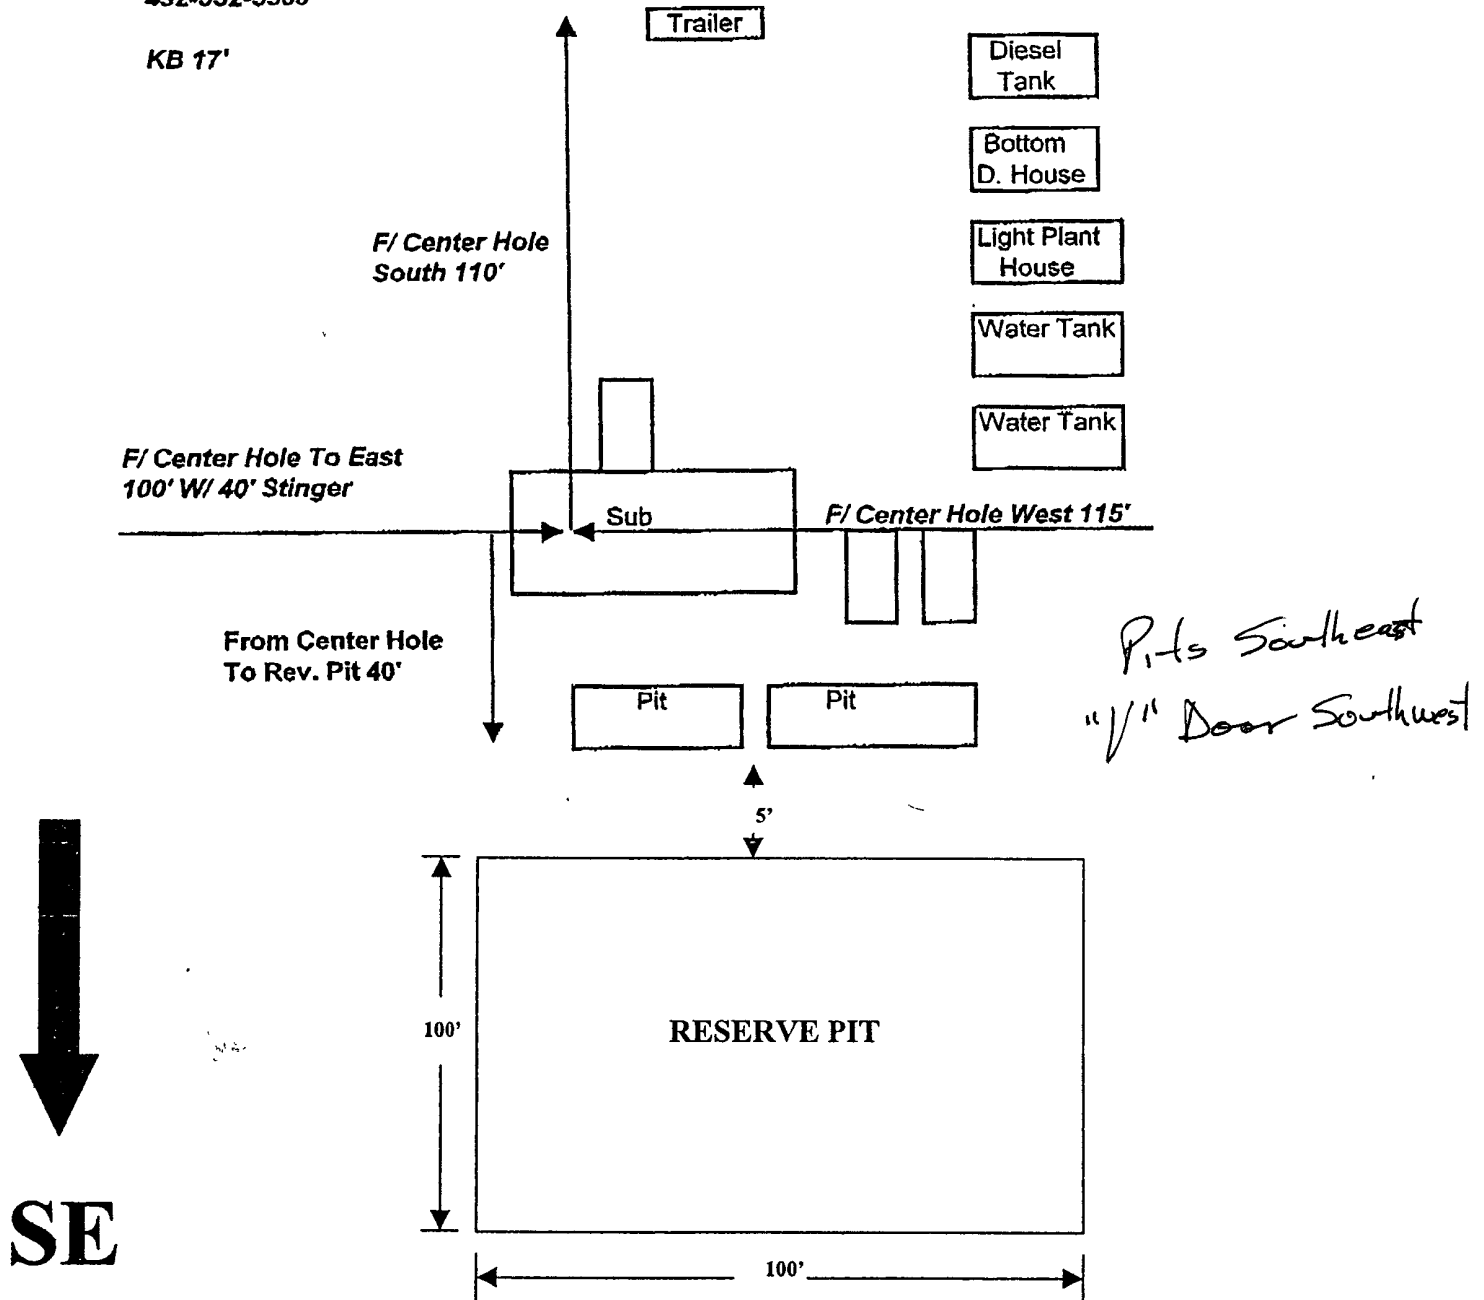 KB 17'
Trailer
Diesel
Tank
Bottom
D. House
Light Plant
House
Water Tank
Water Tank
F/ Center Hole
South 110'
F/ Center Hole To East
100' W/ 40' Stinger
Sub
F/ Center Hole West 115'
From Center Hole
To Rev. Pit 40'
Pit
Pit
Pits Southeast
"V" Door Southwest
5'
100'
RESERVE PIT
SE
100'